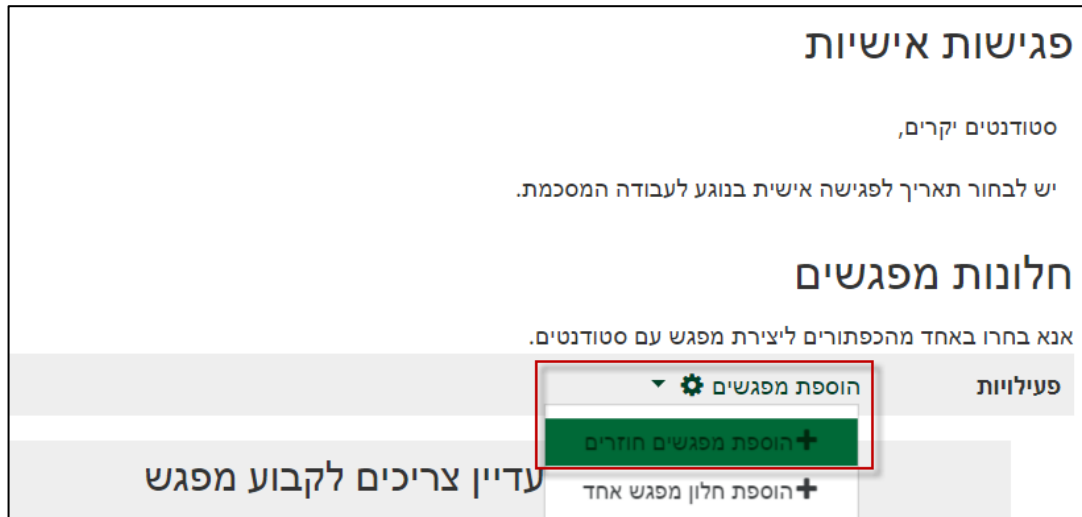 פגישות אישיות
סטודנטים יקרים,
יש לבחור תאריך לפגישה אישית בנוגע לעבודה המסכמת.
חלונות מפגשים
אנא בחרו באחד מהכפתורים ליצירת מפגש עם סטודנטים.
פעילויות הוספת מפגשים
הוספת מפגשים חוזרים
עדיין צריכים לקבוע מפגש
הוספת חלון מפגש אחד